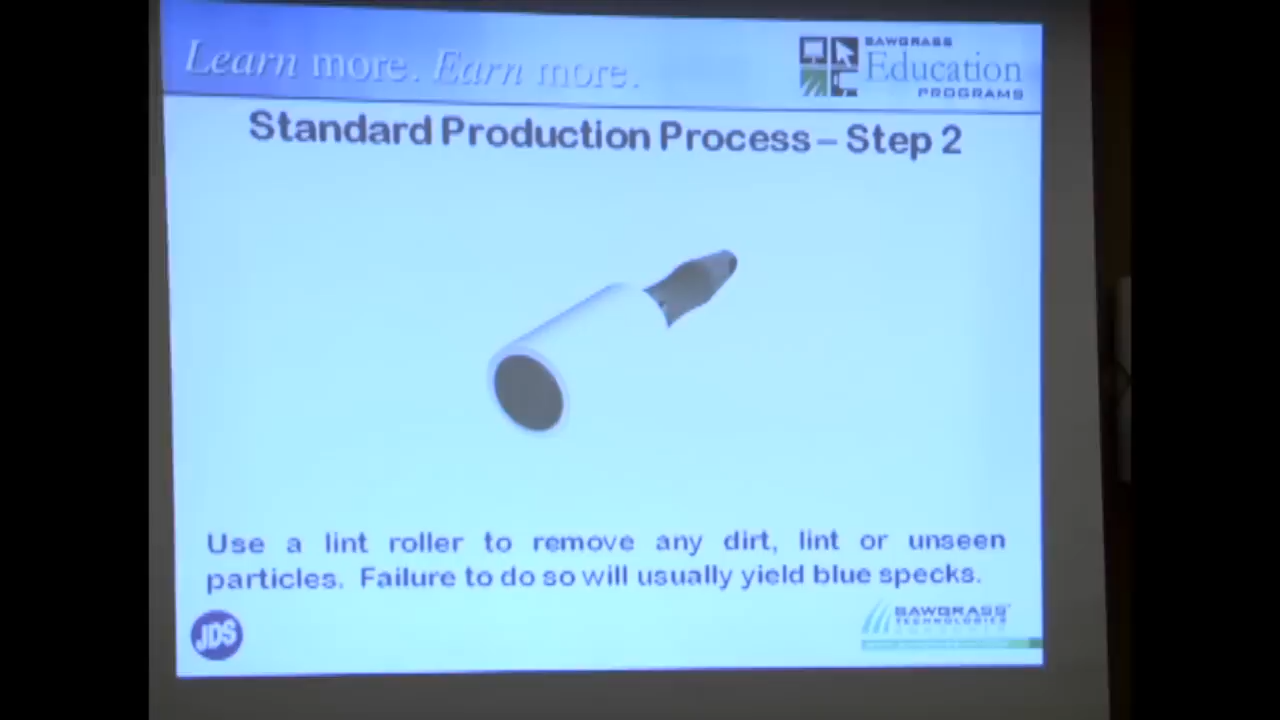 Learn more. Earn more.
SAWGRASS
Education
PROGRAMS
Standard Production Process – Step 2
Use a lint roller to remove any dirt, lint or unseen
particles. Failure to do so will usually yield blue specks.
JDS
SAWGRASS
TECHNOLOGIES